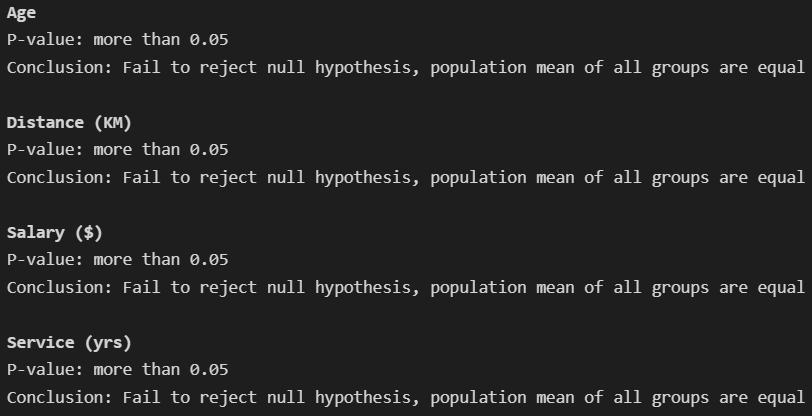 Age
P-value: more than 0.05
Conclusion: Fail to reject null hypothesis, population mean of all groups are equal
Distance (KM)
P-value: more than 0.05
Conclusion: Fail to reject null hypothesis, population mean of all groups are equal
Salary ($)
P-value: more than 0.05
Conclusion: Fail to reject null hypothesis, population mean of all groups are equal
Service (yrs)
P-value: more than 0.05
Conclusion: Fail to reject null hypothesis, population mean of all groups are equal